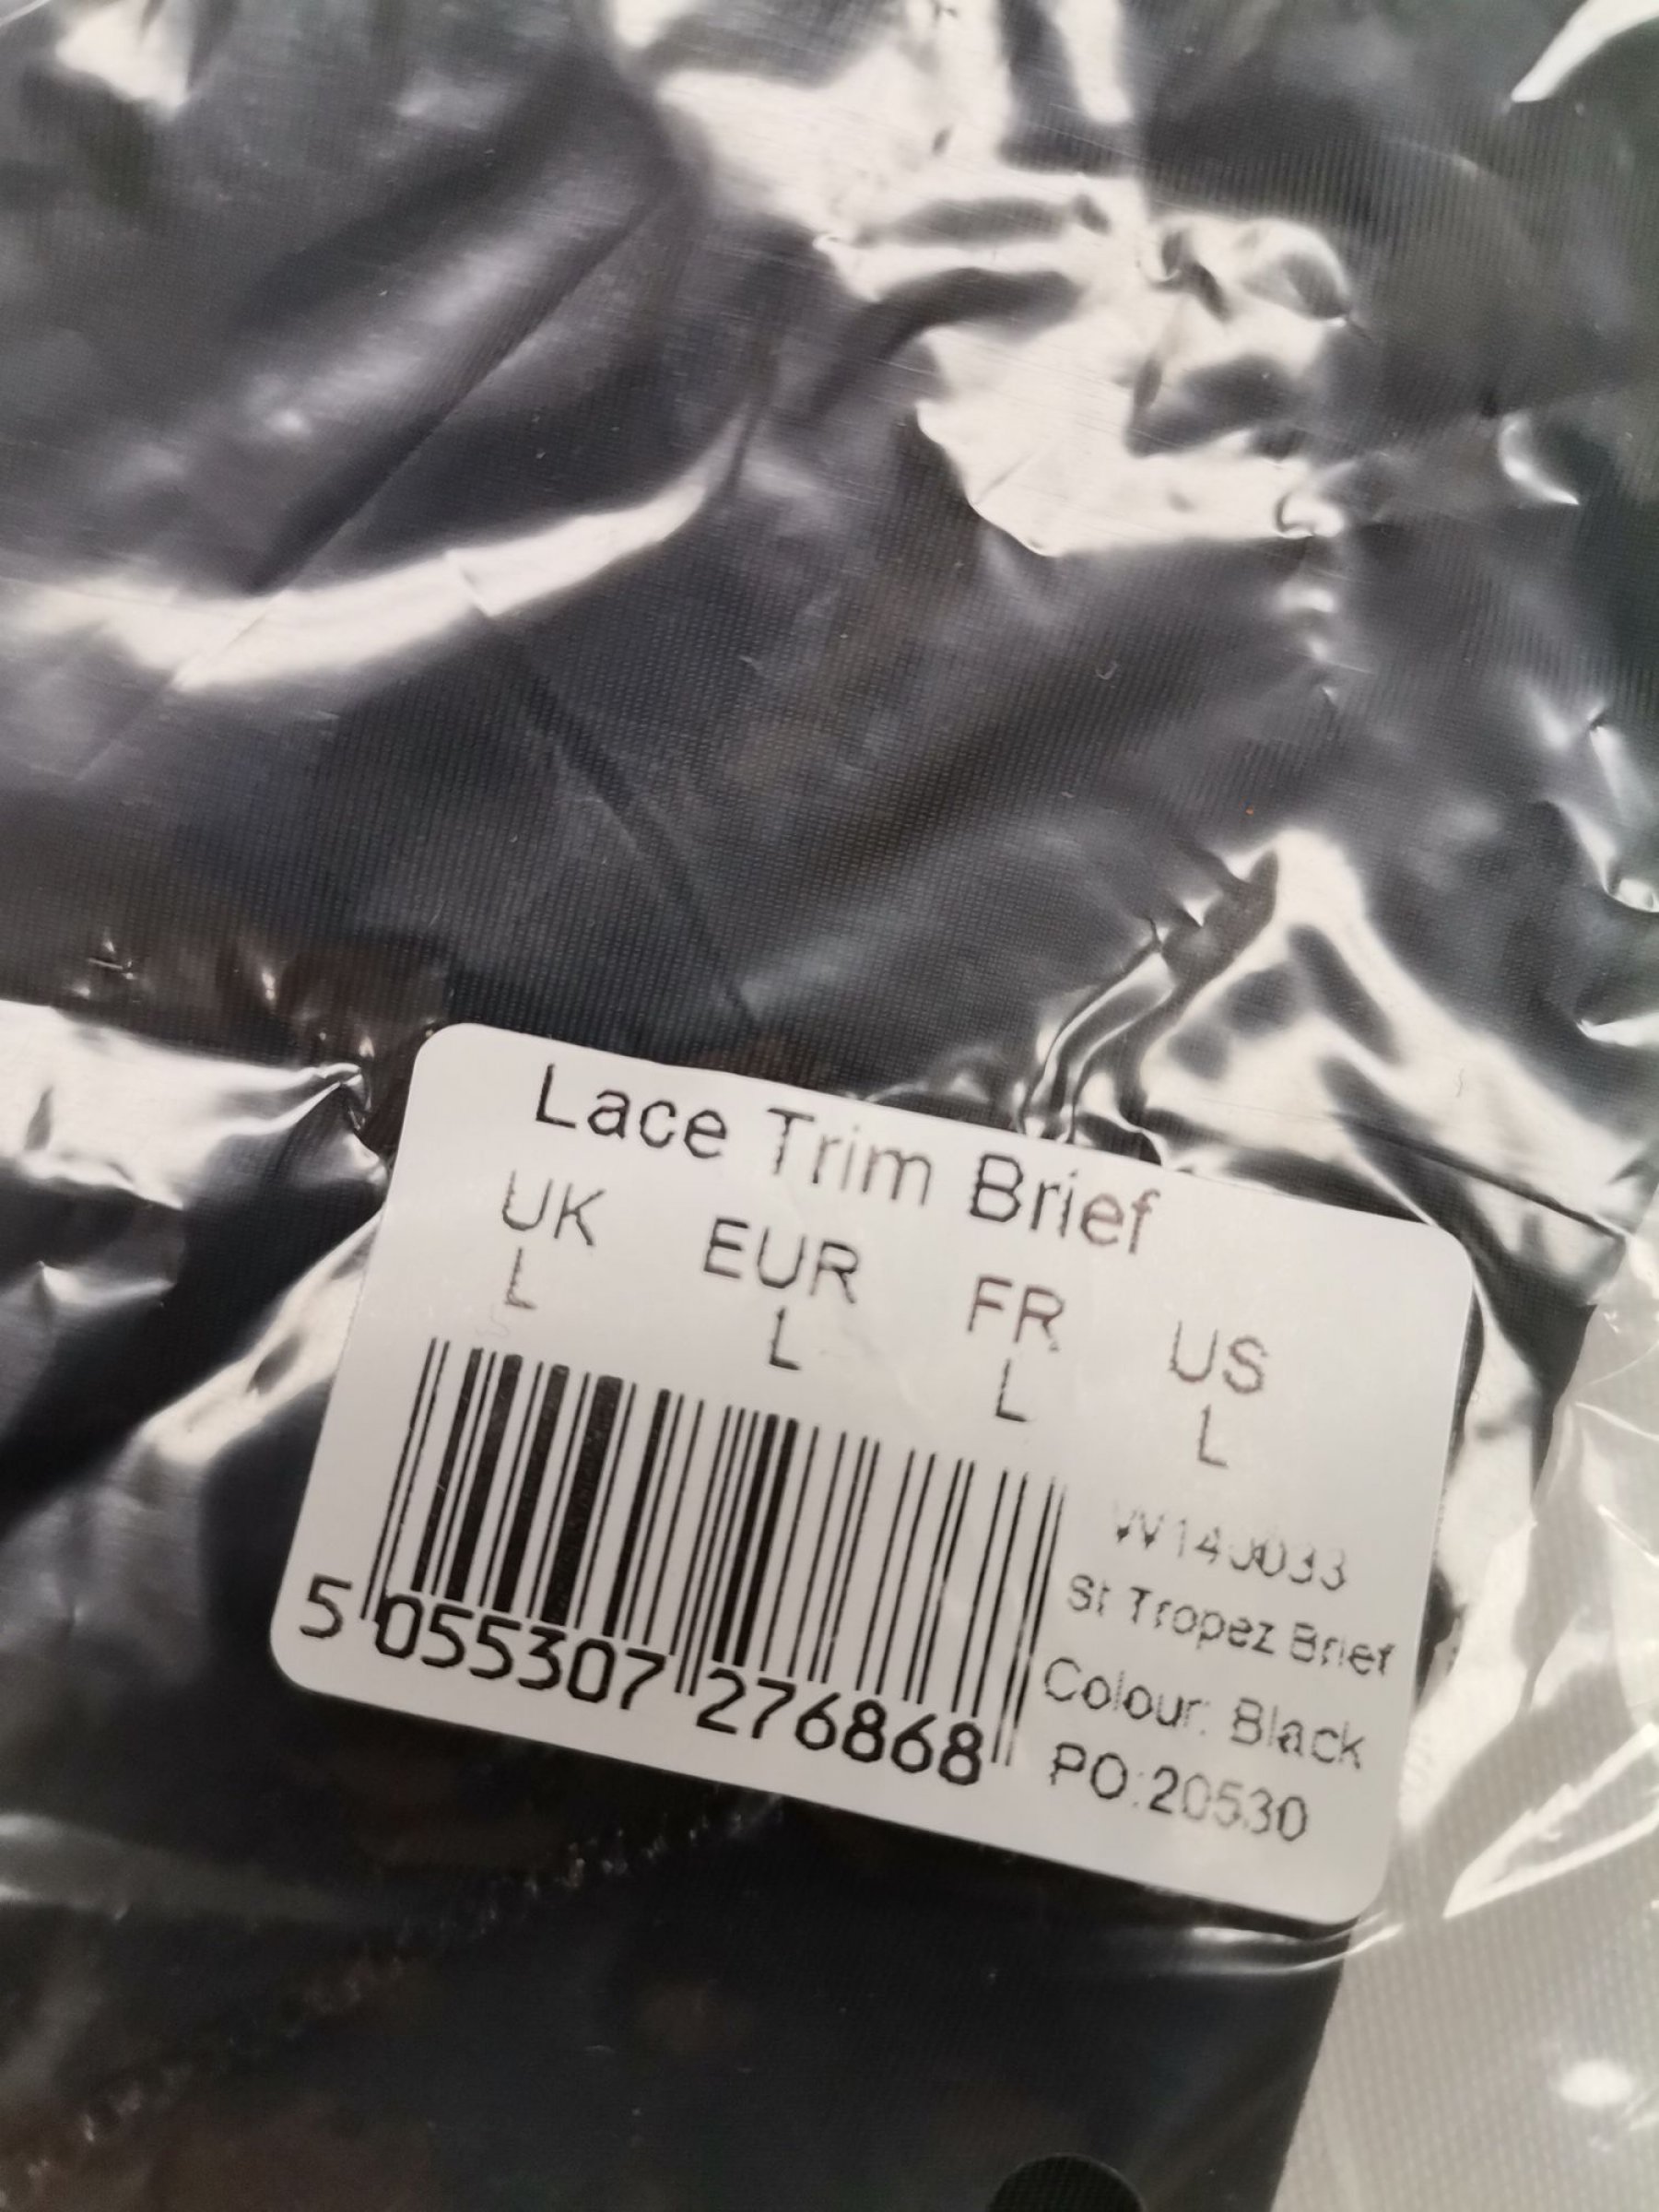 Lace Trim Brief
UK EUR FR US
L L L L
St Tropez Brief
Colour: Black
PO:20530
5 055307 276868